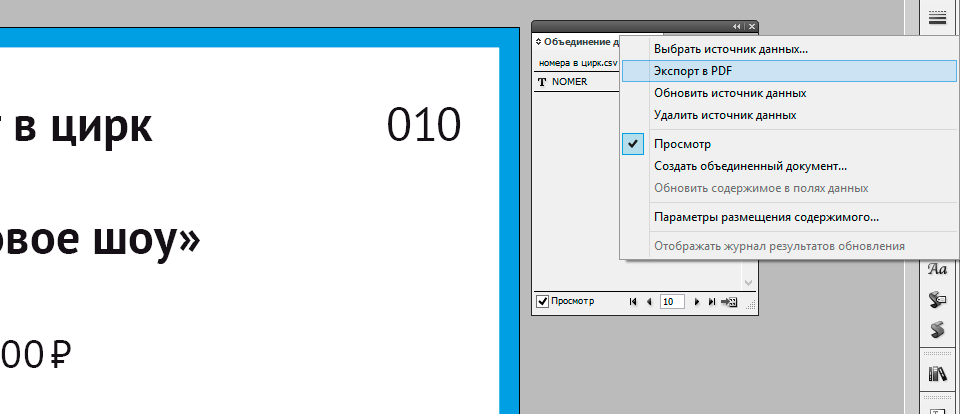 Объединение д
номера в цирк.csv
NOMER
Выбрать источник данных...
Экспорт в PDF
Обновить источник данных
Удалить источник данных
Просмотр
Создать объединенный документ...
Обновить содержимое в полях данных
Параметры размещения содержимого...
Отображать журнал результатов обновления
Просмотр
10
т в цирк
010
овое шоу»
00 ₽